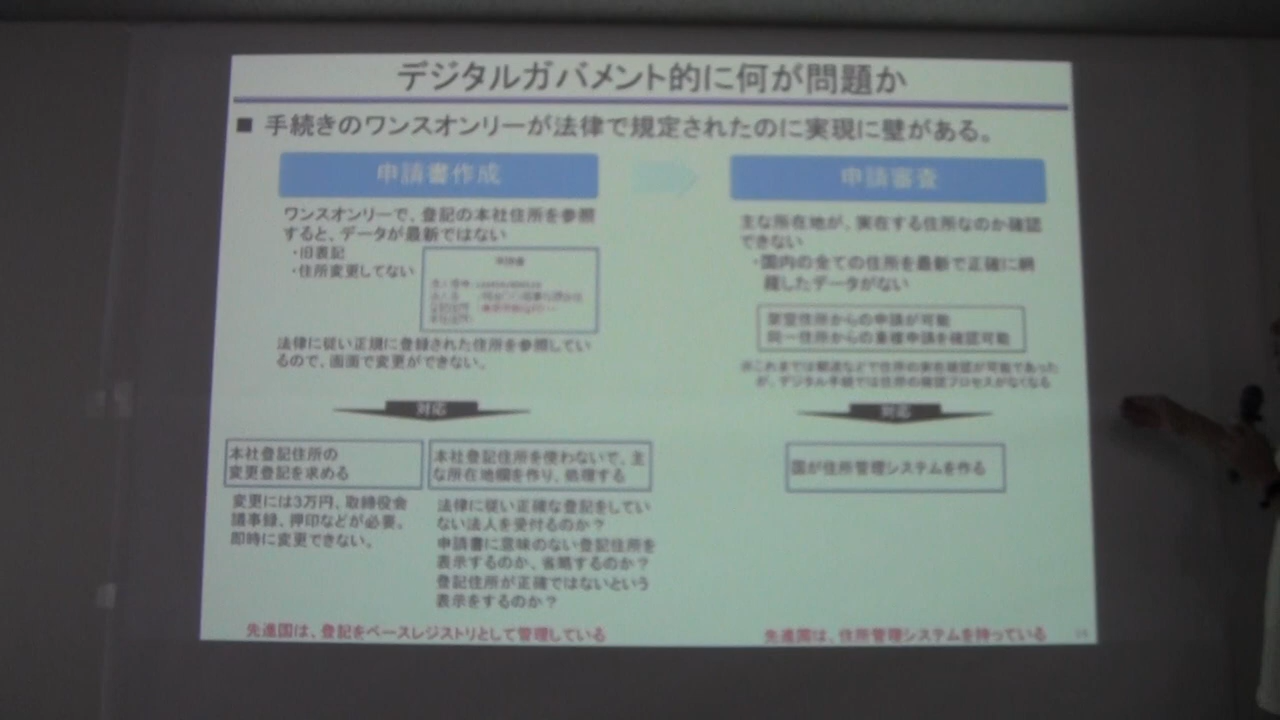 デジタルガバメント的に何が問題か
■ 手続きのワンスオンリーが法律で規定されたのに実現に壁がある。
申請書作成
ワンスオンリーで、登記の本社住所を参照
すると、データが最新ではない
・旧表記
・住所変更してない
申請書
法律に従い正規に登録された住所を参照してい
るので、画面で変更ができない。
対応
本社登記住所の
変更登記を求める
変更には3万円、取締役会
議事録、押印などが必要。
即時に変更できない。
本社登記住所を使わないで、主
な所在地欄を作り、処理する
法律に従い正確な登記をしてい
ない法人を受付るのか？
申請書に意味のない登記住所を
表示するのか、省略するのか？
登記住所が正確ではないという
表示をするのか？
先進国は、登記をベースレジストリとして管理している
申請審査
主な所在地が、実在する住所なのか確認
できない
・国内の全ての住所を最新で正確に網
羅したデータがない
架空住所からの申請が可能
同一住所からの重複申請を確認可能
※これまでは郵送などで住所の実在確認が可能であった
が、デジタル手続では住所の確認プロセスがなくなる
対応
国が住所管理システムを作る
先進国は、住所管理システムを持っている